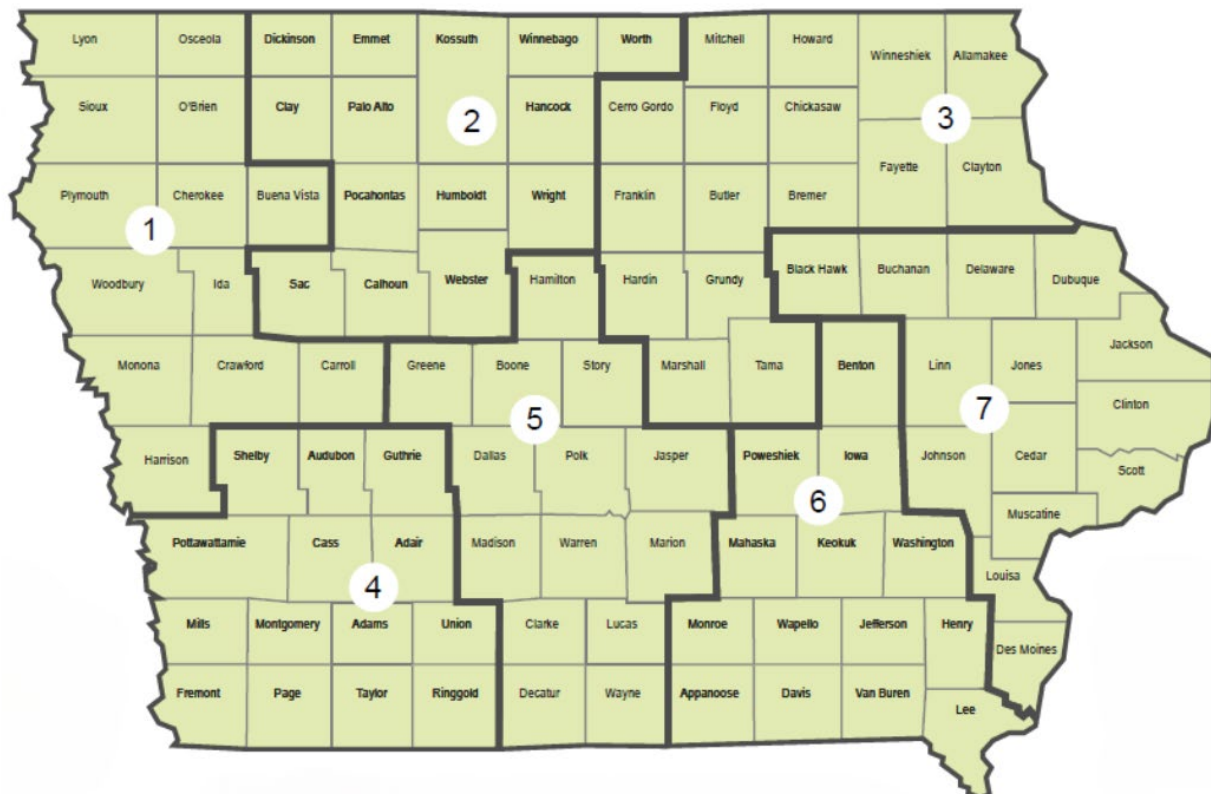 Lyon
Osceola
Dickinson
Emmet
Kossuth
Winnebago
Worth
Mitchell
Howard
Winneshiek
Allamakee
Sioux
O'Brien
Clay
Palo Alto
2
Hancock
Cerro Gordo
Floyd
Chickasaw
3
Plymouth
Cherokee
Buena Vista
Pocahontas
Humboldt
Wright
Franklin
Butler
Bremer
Fayette
Clayton
1
Woodbury
Ida
Sac
Calhoun
Webster
Hamilton
Hardin
Grundy
Black Hawk
Buchanan
Delaware
Dubuque
Monona
Crawford
Carroll
Greene
Boone
Story
Marshall
Tama
Benton
Linn
Jones
Jackson
5
7
Clinton
Harrison
Shelby
Audubon
Guthrie
Dallas
Polk
Jasper
Poweshiek
Iowa
Johnson
Cedar
Scott
6
Muscatine
Pottawattamie
Cass
Adair
Madison
Warren
Marion
Mahaska
Keokuk
Washington
Louisa
4
Mills
Montgomery
Adams
Union
Clarke
Lucas
Monroe
Wapello
Jefferson
Henry
Des Moines
Fremont
Page
Taylor
Ringgold
Decatur
Wayne
Appanoose
Davis
Van Buren
Lee